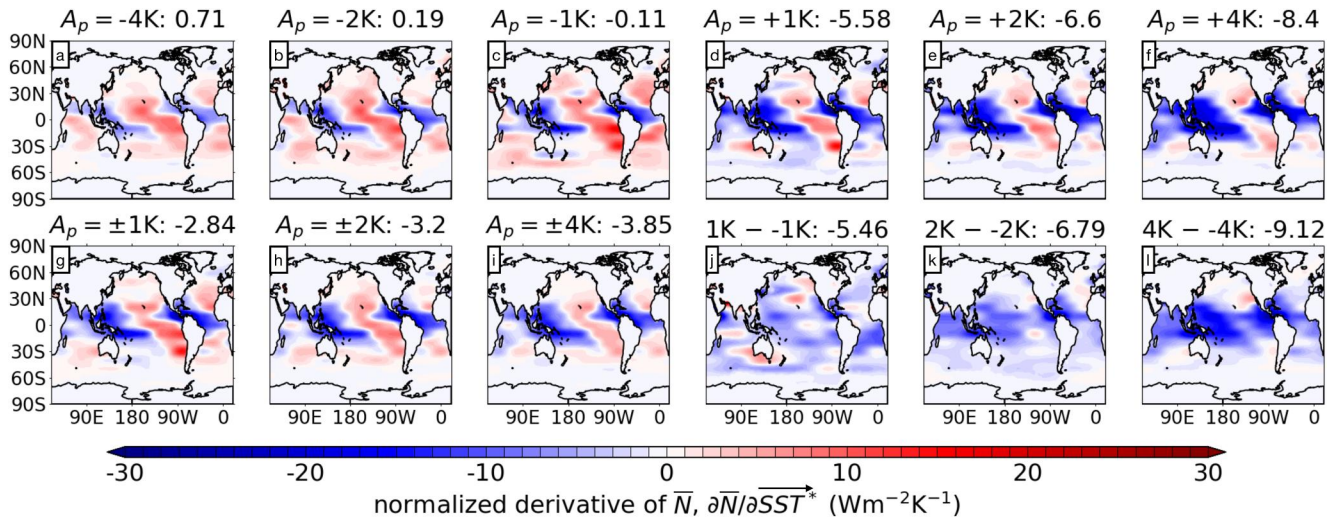 A_p = -4K: 0.71 A_p = -2K: 0.19 A_p = -1K: -0.11 A_p = +1K: -5.58 A_p = +2K: -6.6 A_p = +4K: -8.4
90N
a b c d e f
60N
30N
0
30S
60S
90S
A_p = ±1K: -2.84 A_p = ±2K: -3.2 A_p = ±4K: -3.85 1K − -1K: -5.46 2K − -2K: -6.79 4K − -4K: -9.12
90N
g h i j k l
60N
30N
0
30S
60S
90S
90E 180 90W 0 90E 180 90W 0 90E 180 90W 0 90E 180 90W 0 90E 180 90W 0 90E 180 90W 0
-30 -20 -10 0 10 20 30
normalized derivative of N̅, ∂N̅/∂SST⃗* (Wm⁻²K⁻¹)